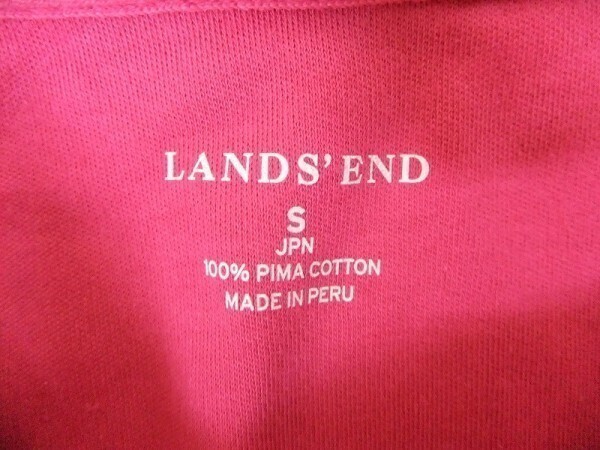 LANDS' END
S
JPN
100% PIMA COTTON
MADE IN PERU